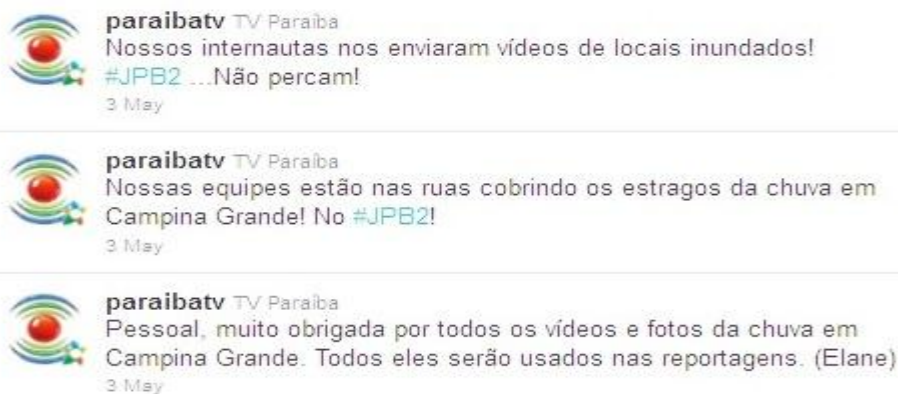 paraibatv TV Paraíba
Nossos internautas nos enviaram vídeos de locais inundados!
#JPB2 ...Não percam!
3 May
paraibatv TV Paraíba
Nossas equipes estão nas ruas cobrindo os estragos da chuva em
Campina Grande! No #JPB2!
3 May
paraibatv TV Paraíba
Pessoal, muito obrigada por todos os vídeos e fotos da chuva em
Campina Grande. Todos eles serão usados nas reportagens. (Elane)
3 May